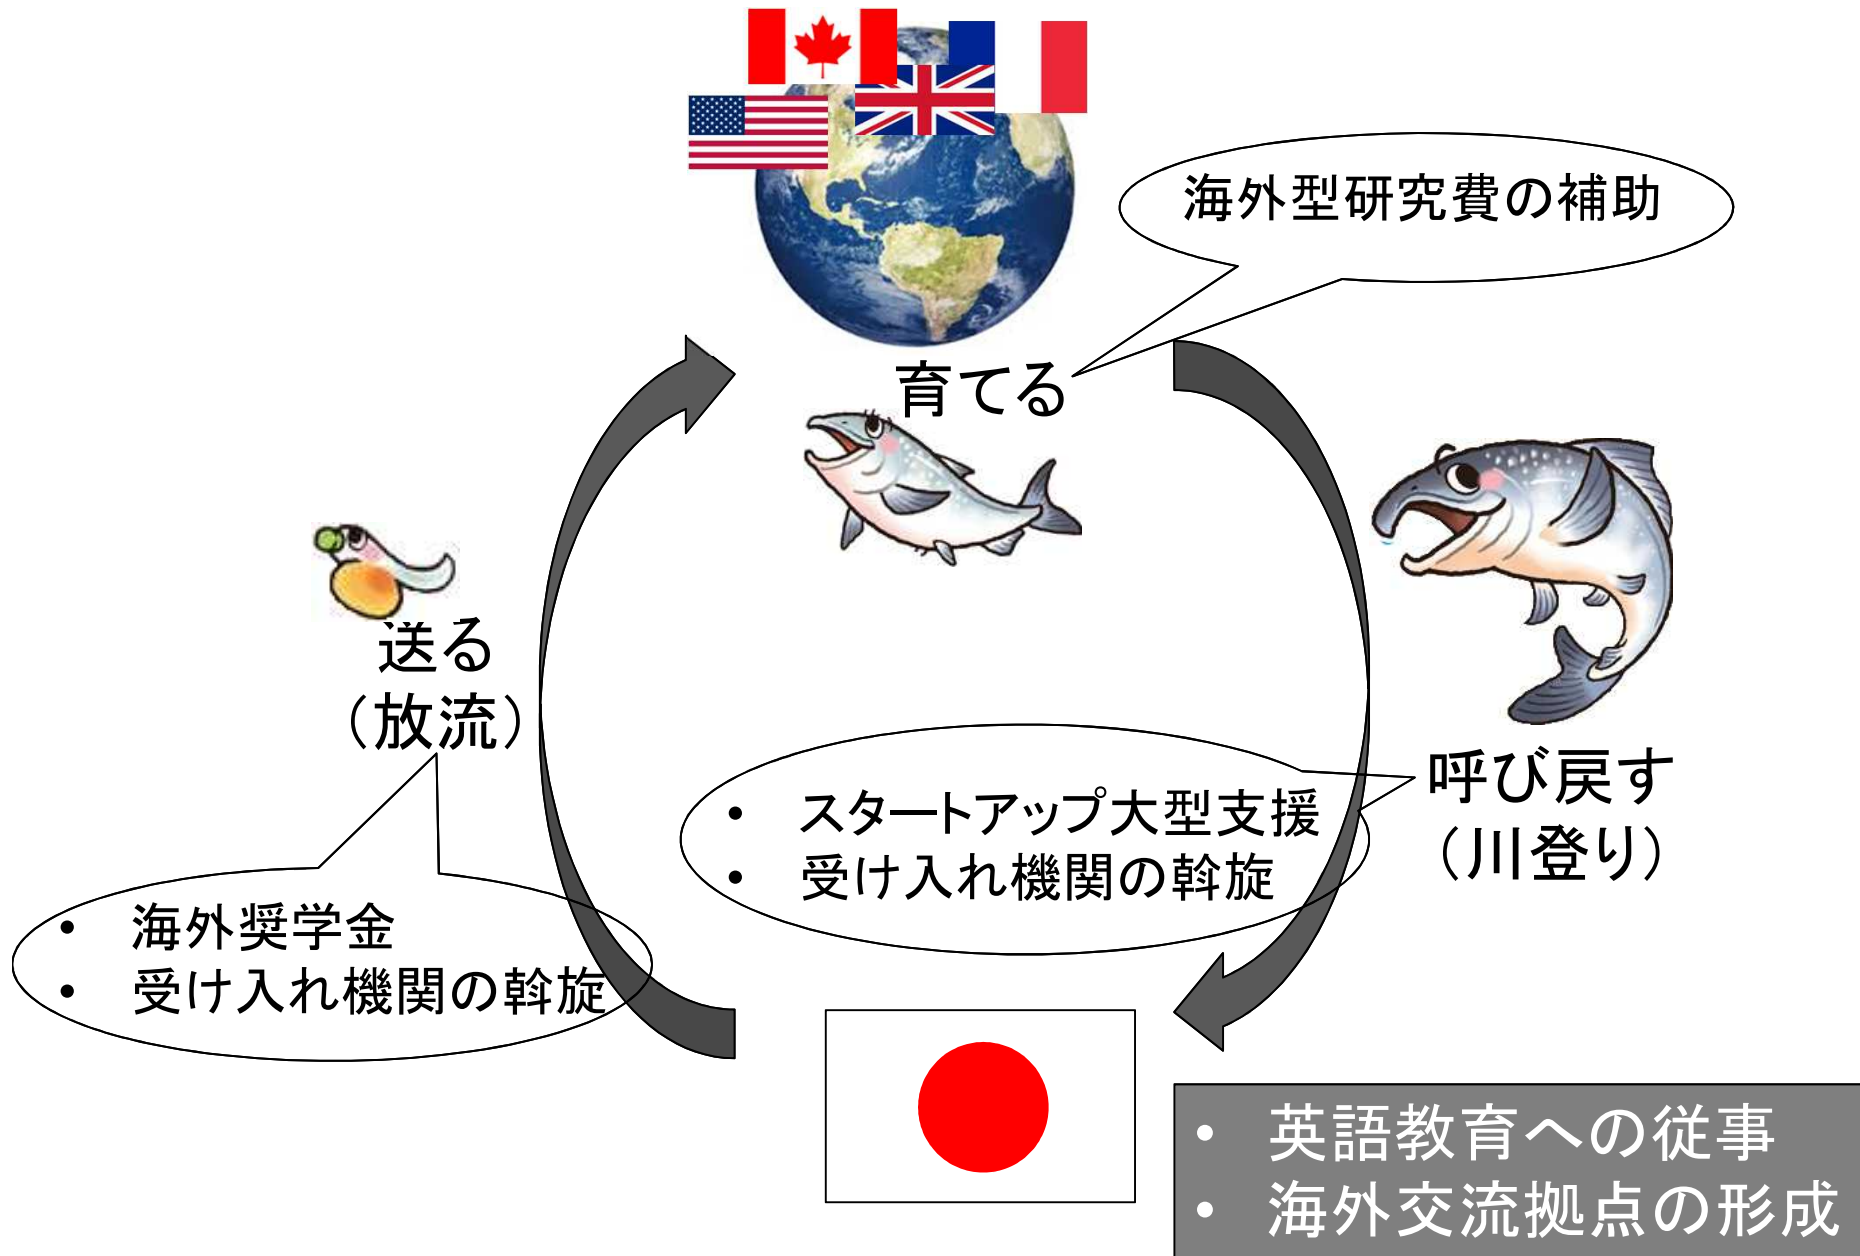 海外型研究費の補助
育てる
送る
（放流）
呼び戻す
（川登り）
• スタートアップ大型支援
• 受け入れ機関の斡旋
• 海外奨学金
• 受け入れ機関の斡旋
• 英語教育への従事
• 海外交流拠点の形成